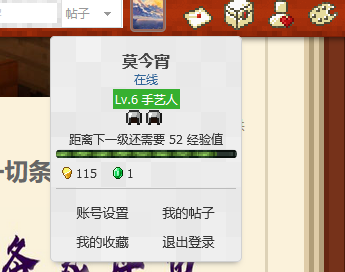 帖子
莫今宵
在线
Lv.6 手艺人
距离下一级还需要 52 经验值
115 1
账号设置 我的帖子
我的收藏 退出登录
一切条